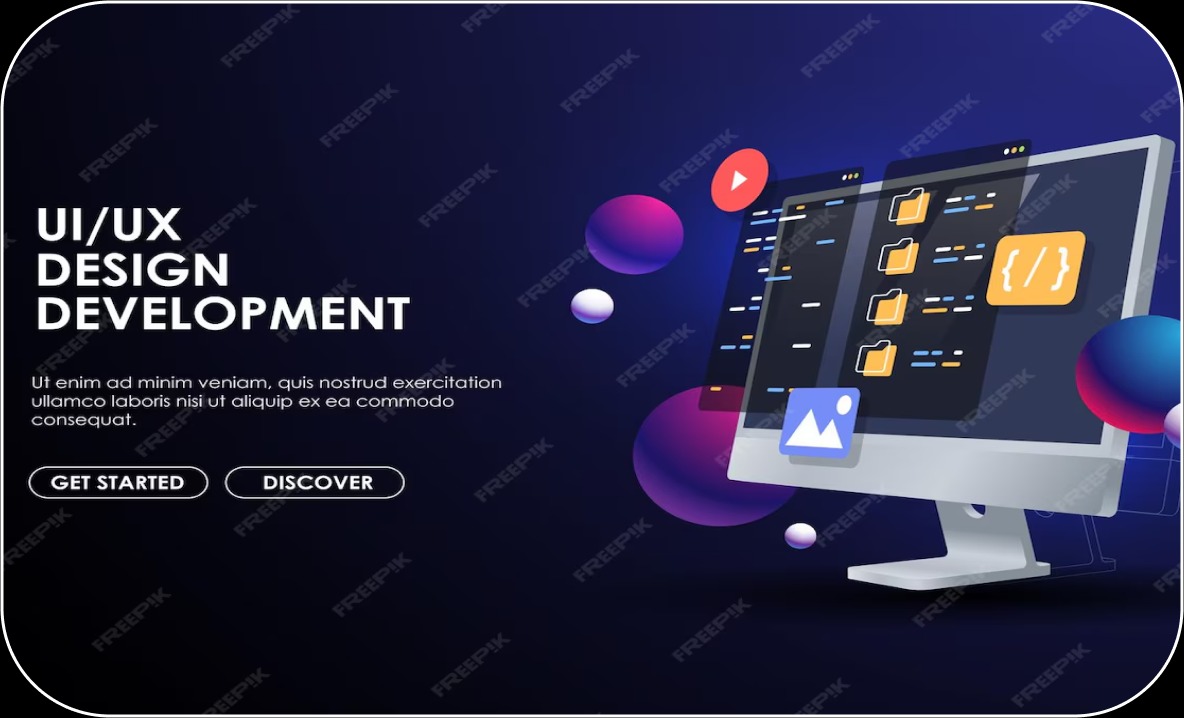 UI/UX
DESIGN
DEVELOPMENT
Ut enim ad minim veniam, quis nostrud exercitation
ullamco laboris nisi ut aliquip ex ea commodo
consequat.
GET STARTED DISCOVER
{/}
FREEPIK